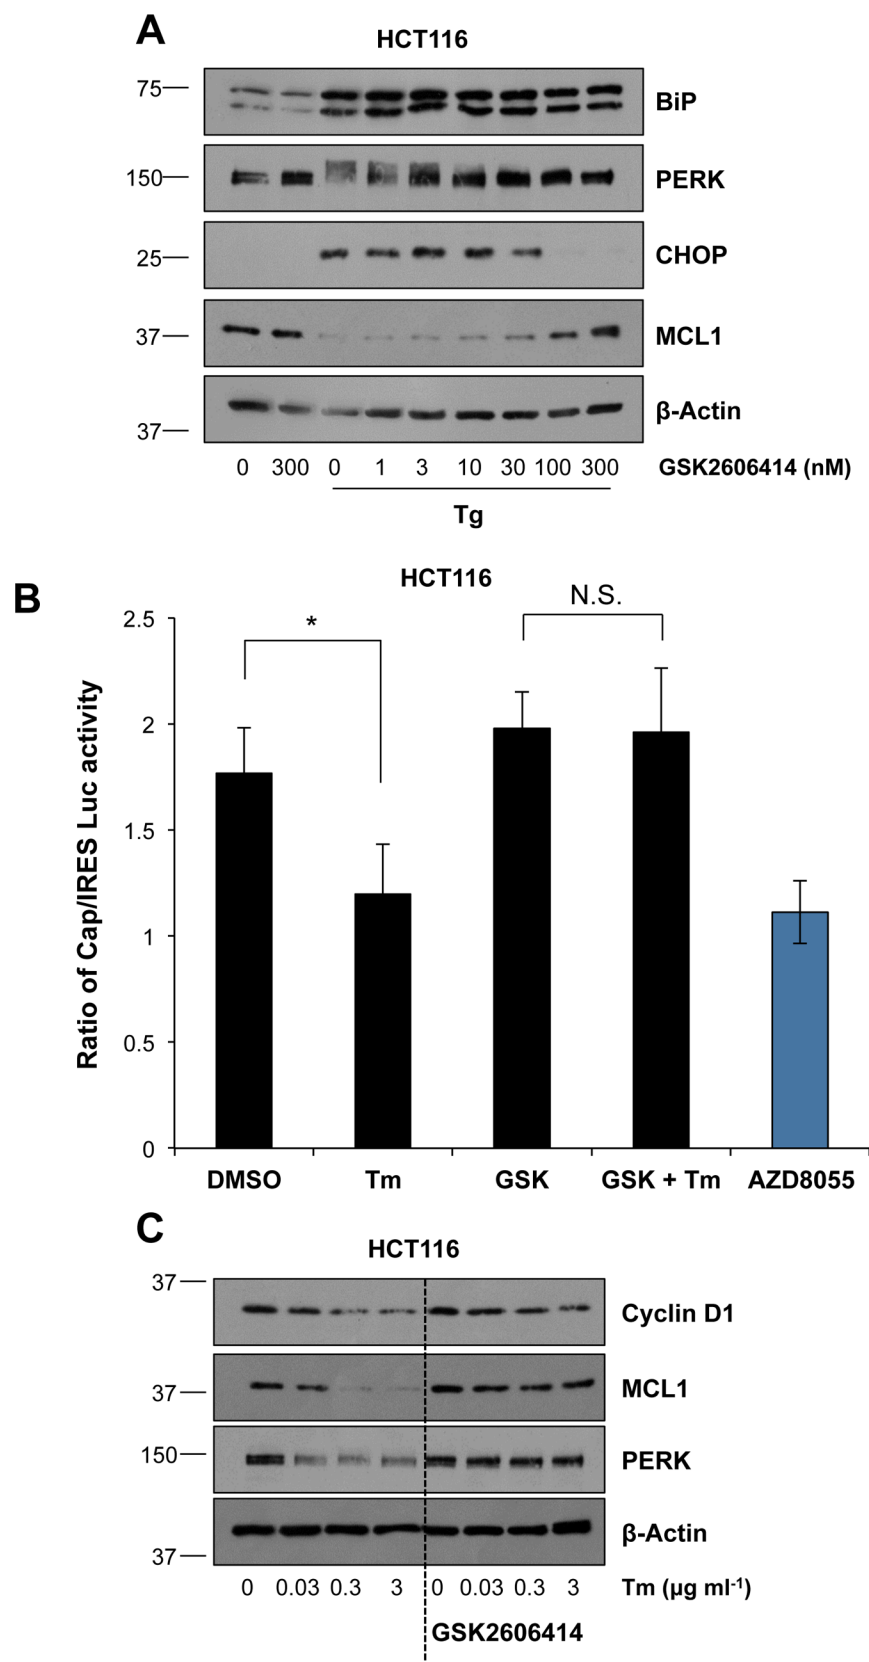 A
HCT116
75
BiP
150
PERK
25
CHOP
37
MCL1
β-Actin
37
0 300 0 1 3 10 30 100 300 GSK2606414 (nM)
Tg
B
HCT116
N.S.
*
2.5
2
1.5
1
0.5
0
Ratio of Cap/IRES Luc activity
DMSO Tm GSK GSK + Tm AZD8055
C
HCT116
37
Cyclin D1
37
MCL1
150
PERK
β-Actin
37
0 0.03 0.3 3 0 0.03 0.3 3 Tm (μg ml⁻¹)
GSK2606414